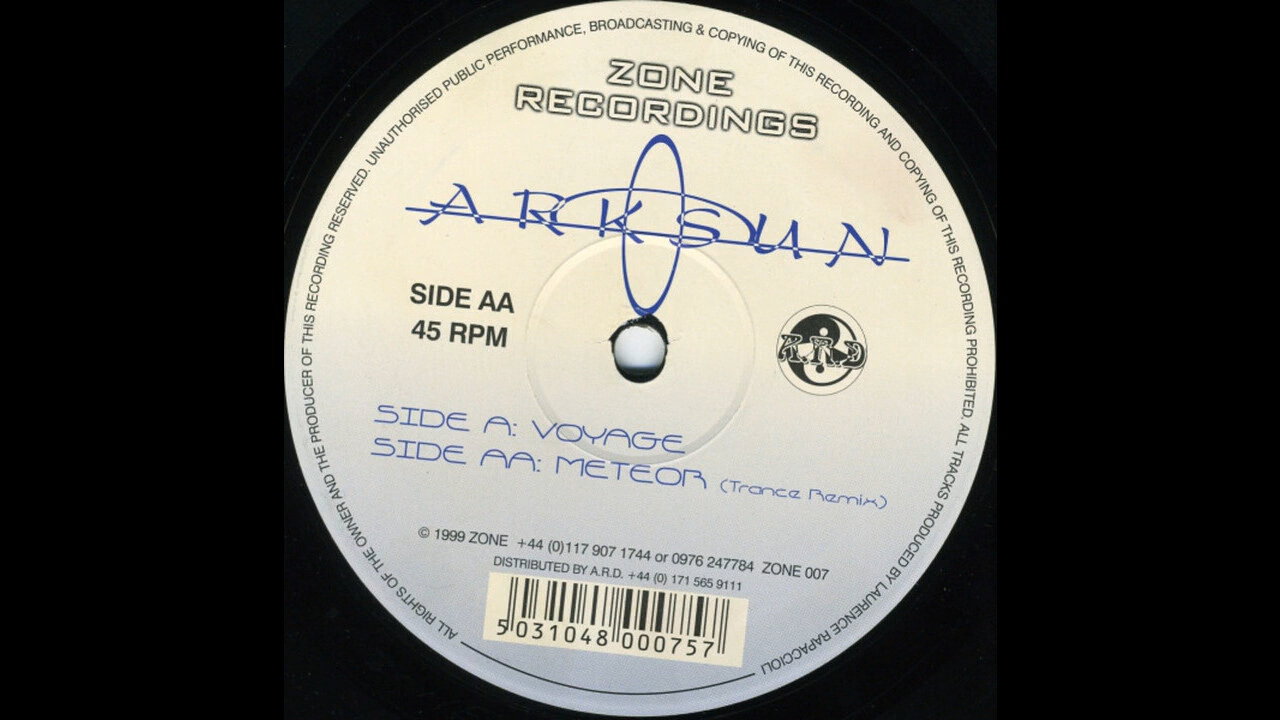 ALL RIGHTS OF THE OWNER AND THE PRODUCER OF THIS RECORDING RESERVED. UNAUTHORISED PUBLIC PERFORMANCE, BROADCASTING & COPYING OF THIS RECORDING AND COPYING OF THIS RECORDING PROHIBITED. ALL TRACKS PRODUCED BY LAURENCE RAPACCIOLI
ZONE
RECORDINGS
ARKSUN
SIDE AA
45 RPM
A.R.D
SIDE A: VOYAGE
SIDE AA: METEOR (Trance Remix)
© 1999 ZONE +44 (0)117 907 1744 or 0976 247784 ZONE 007
DISTRIBUTED BY A.R.D. +44 (0) 171 565 9111
5 031048 000757